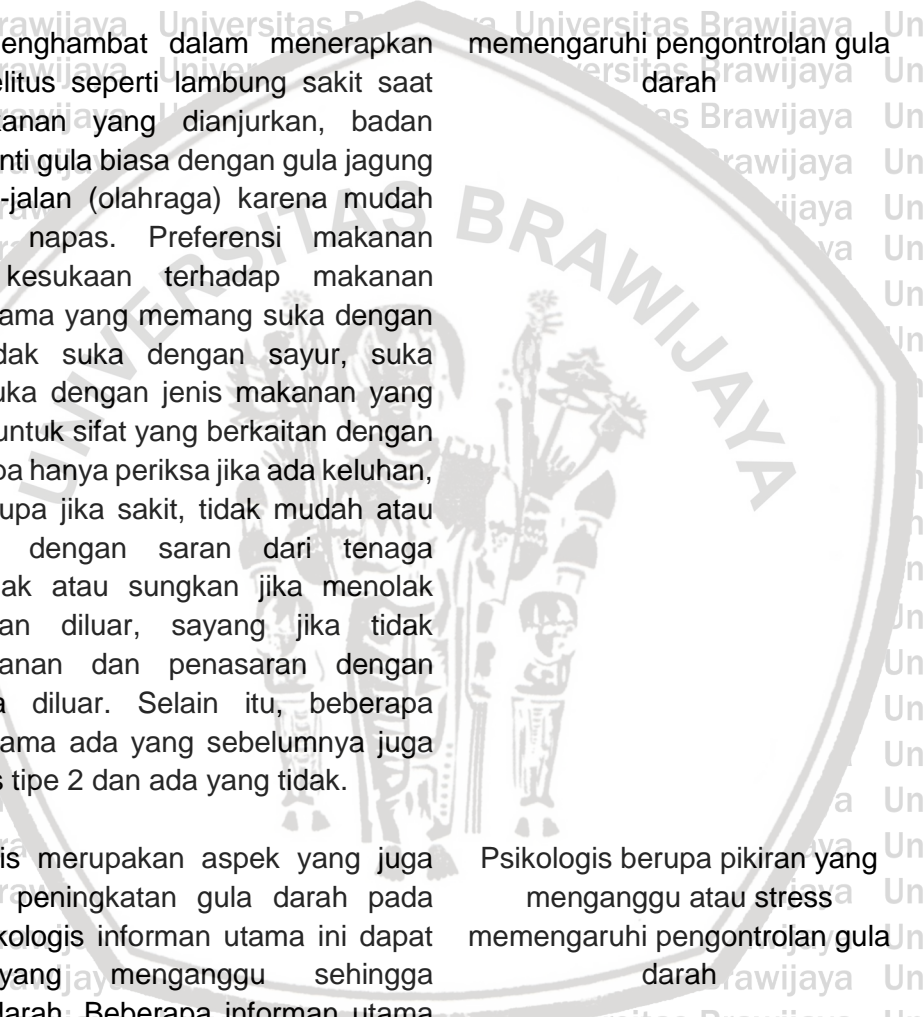 enghambat dalam menerapkan
elitus seperti lambung sakit saat
kanan yang dianjurkan, badan
nti gula biasa dengan gula jagung
-jalan (olahraga) karena mudah
napas. Preferensi makanan
kesukaan terhadap makanan
ama yang memang suka dengan
dak suka dengan sayur, suka
uka dengan jenis makanan yang
untuk sifat yang berkaitan dengan
pa hanya periksa jika ada keluhan,
upa jika sakit, tidak mudah atau
dengan saran dari tenaga
ak atau sungkan jika menolak
an diluar, sayang jika tidak
anan dan penasaran dengan
a diluar. Selain itu, beberapa
ama ada yang sebelumnya juga
s tipe 2 dan ada yang tidak.
is merupakan aspek yang juga
peningkatan gula darah pada
kologis informan utama ini dapat
yang menganggu sehingga
darah. Beberapa informan utama
memengaruhi pengontrolan gula
darah
Psikologis berupa pikiran yang
menganggu atau stress
memengaruhi pengontrolan gula
darah
UNIVERSITAS BRAWIJAYA